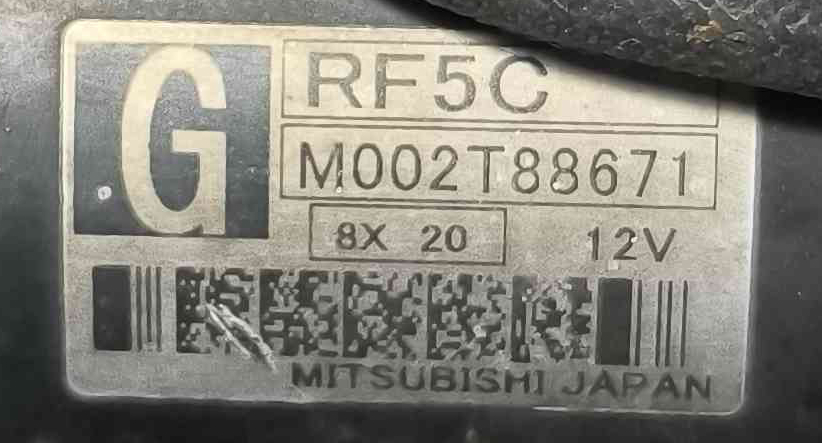 G
RF5C
M002T88671
8X 20 12V
MITSUBISHI JAPAN